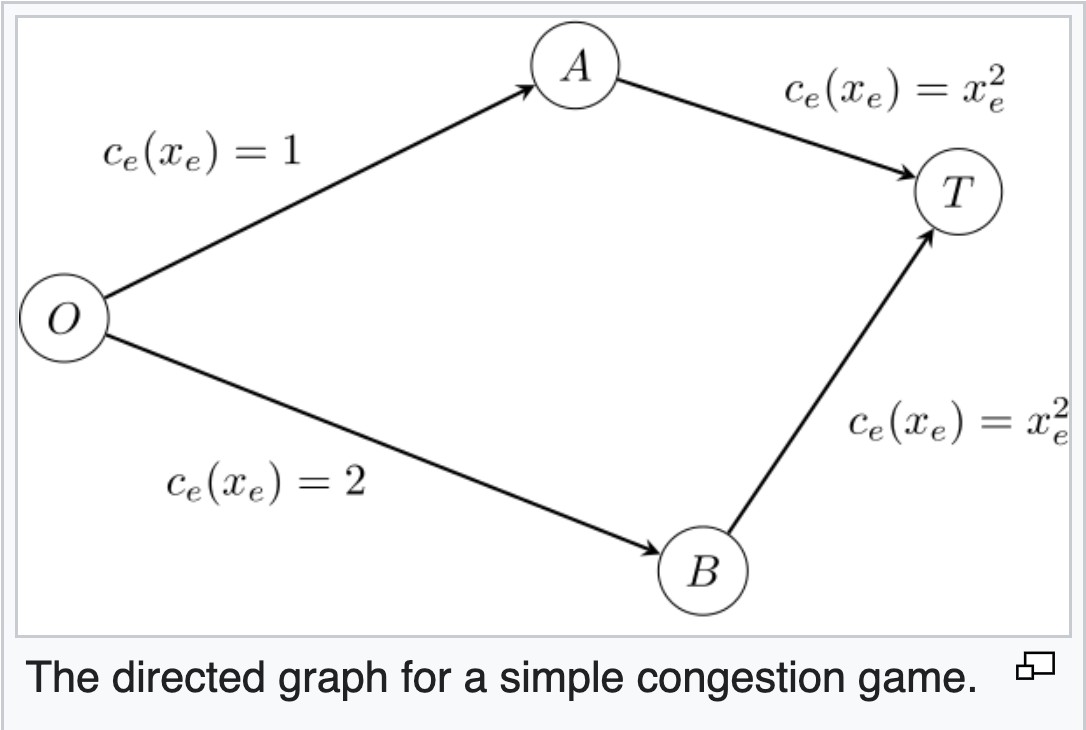 A
c_e(x_e) = x_e^2
c_e(x_e) = 1
T
O
c_e(x_e) = x_e^2
c_e(x_e) = 2
B
The directed graph for a simple congestion game.